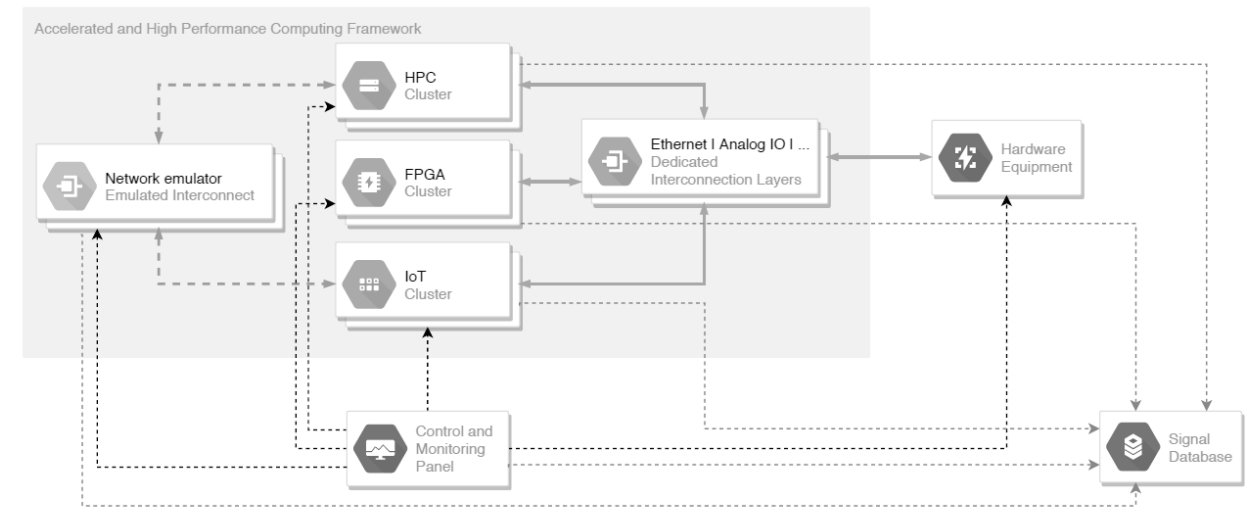 Accelerated and High Performance Computing Framework
HPC
Cluster
Network emulator
Emulated Interconnect
FPGA
Cluster
IoT
Cluster
Ethernet I Analog IO I ...
Dedicated
Interconnection Layers
Hardware
Equipment
Control and
Monitoring
Panel
Signal
Database